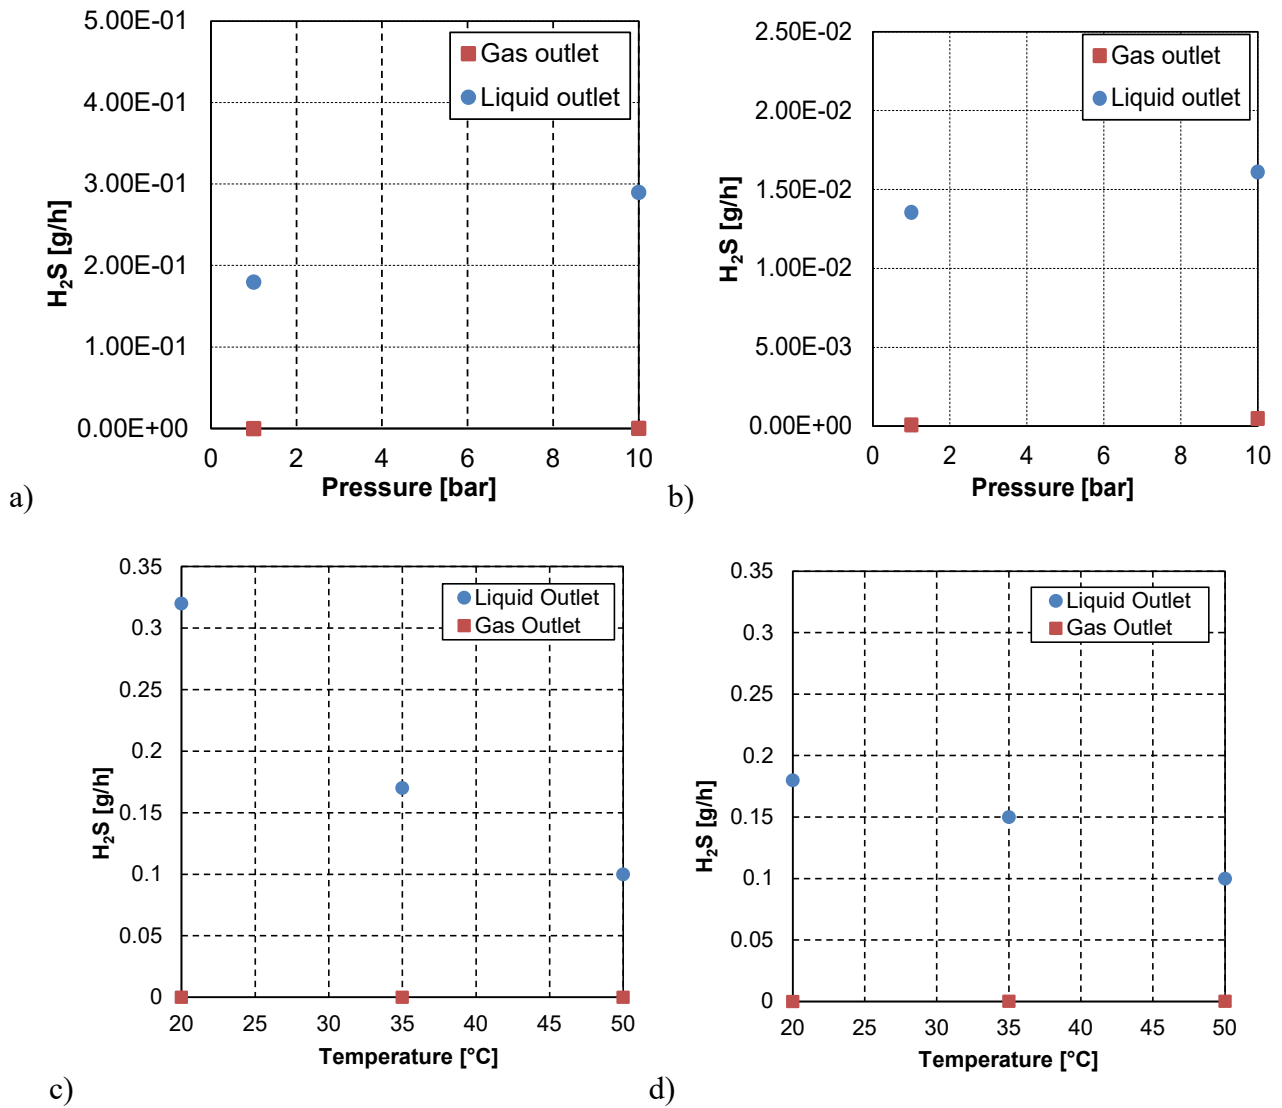 5.00E-01
4.00E-01
3.00E-01
2.00E-01
1.00E-01
0.00E+00
H₂S [g/h]
Gas outlet
Liquid outlet
0 2 4 6 8 10
Pressure [bar]
a)
2.50E-02
2.00E-02
1.50E-02
1.00E-02
5.00E-03
0.00E+00
H₂S [g/h]
Gas outlet
Liquid outlet
0 2 4 6 8 10
Pressure [bar]
b)
0.35
0.3
0.25
0.2
0.15
0.1
0.05
0
H₂S [g/h]
Liquid Outlet
Gas Outlet
20 25 30 35 40 45 50
Temperature [°C]
c)
0.35
0.3
0.25
0.2
0.15
0.1
0.05
0
H₂S [g/h]
Liquid Outlet
Gas Outlet
20 25 30 35 40 45 50
Temperature [°C]
d)